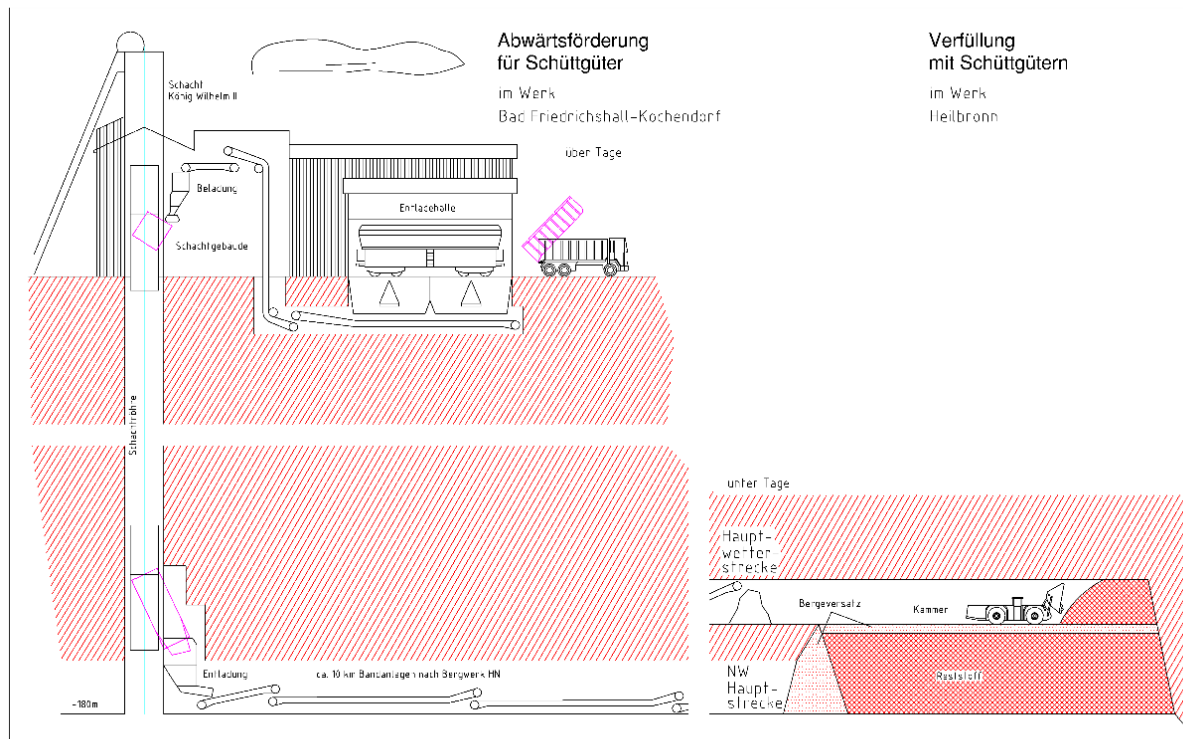 Abwärtsförderung
für Schüttgüter
im Werk
Bad Friedrichshall-Kochendorf
Verfüllung
mit Schüttgütern
im Werk
Heilbronn
Schacht
König Wilhelm II
über Tage
Beladung
Entladehalle
Schachtgebäude
Schachtröhre
unter Tage
Haupt-
wetter-
strecke
Bergeversatz
Kammer
Entladung
ca. 10 km Bandanlagen nach Bergwerk HN
NW
Haupt-
strecke
Reststoff
-180m